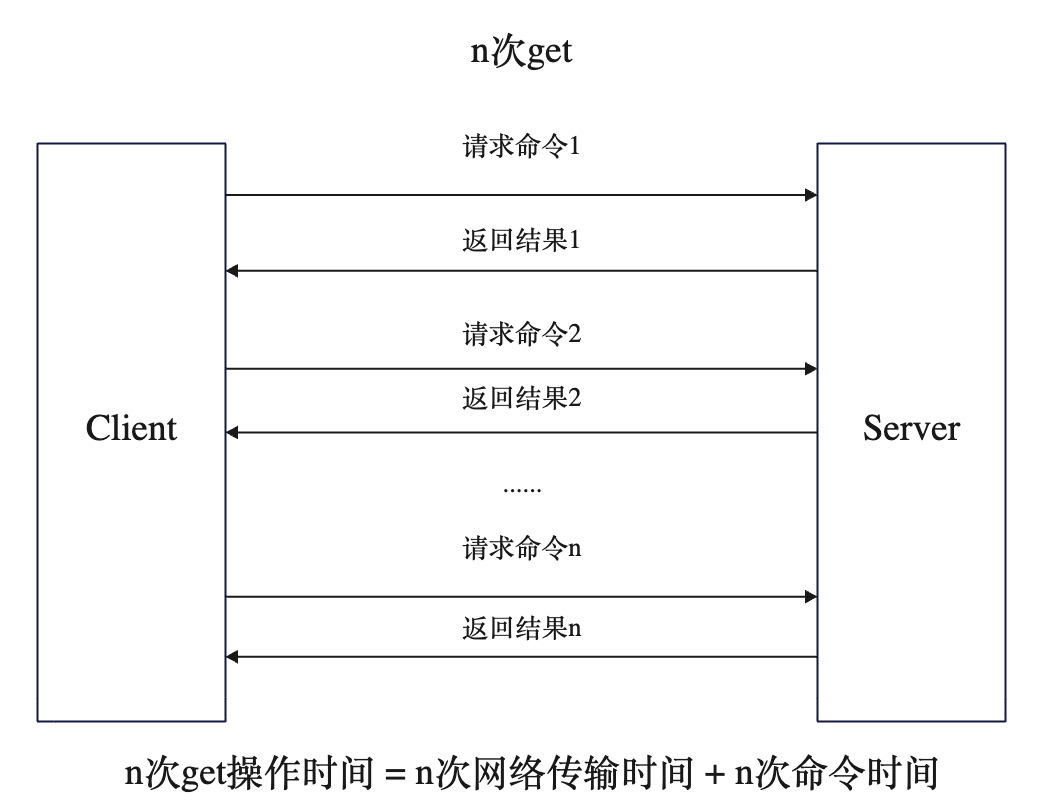 n次get
请求命令1
返回结果1
请求命令2
返回结果2
Client
Server
......
请求命令n
返回结果n
n次get操作时间 = n次网络传输时间 + n次命令时间